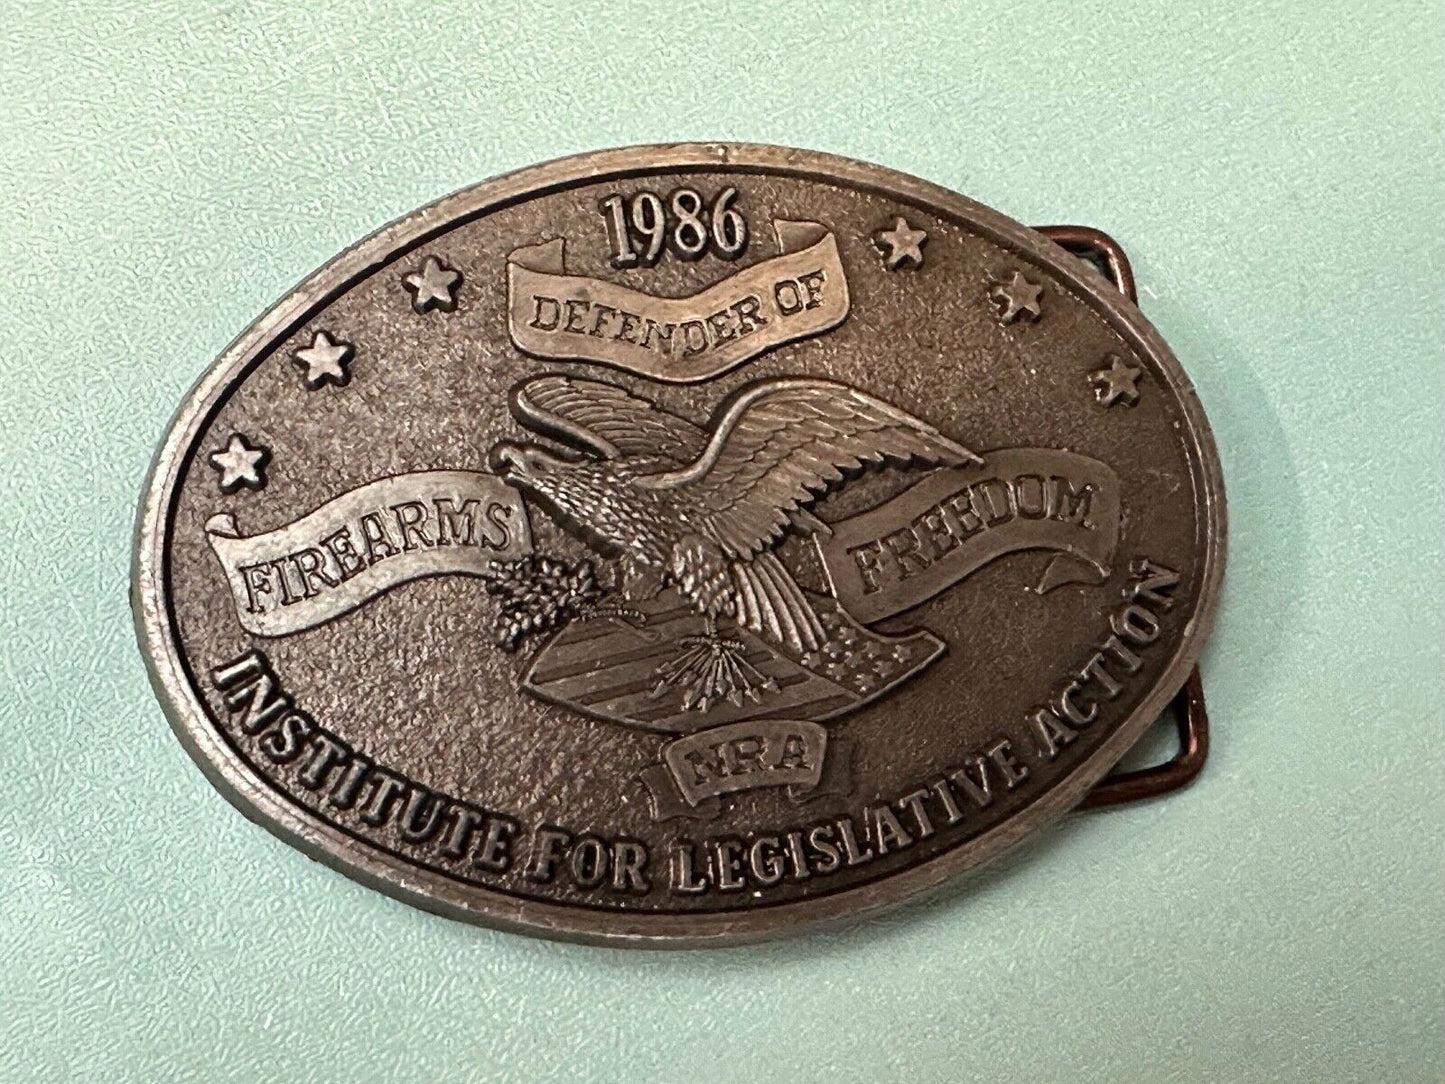 1986
DEFENDER OF
FIREARMS FREEDOM
NRA
INSTITUTE FOR LEGISLATIVE ACTION